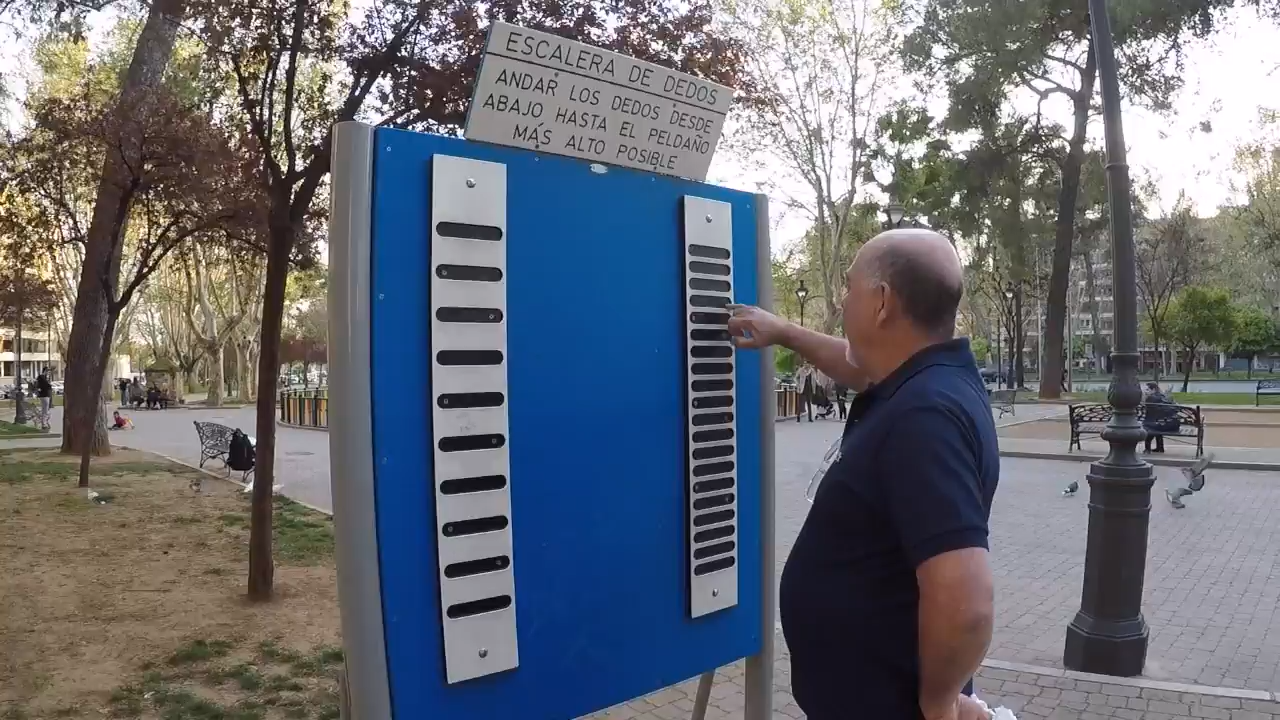 ESCALERA DE DEDOS
ANDAR LOS DEDOS DESDE
ABAJO HASTA EL PELDAÑO
MÁS ALTO POSIBLE